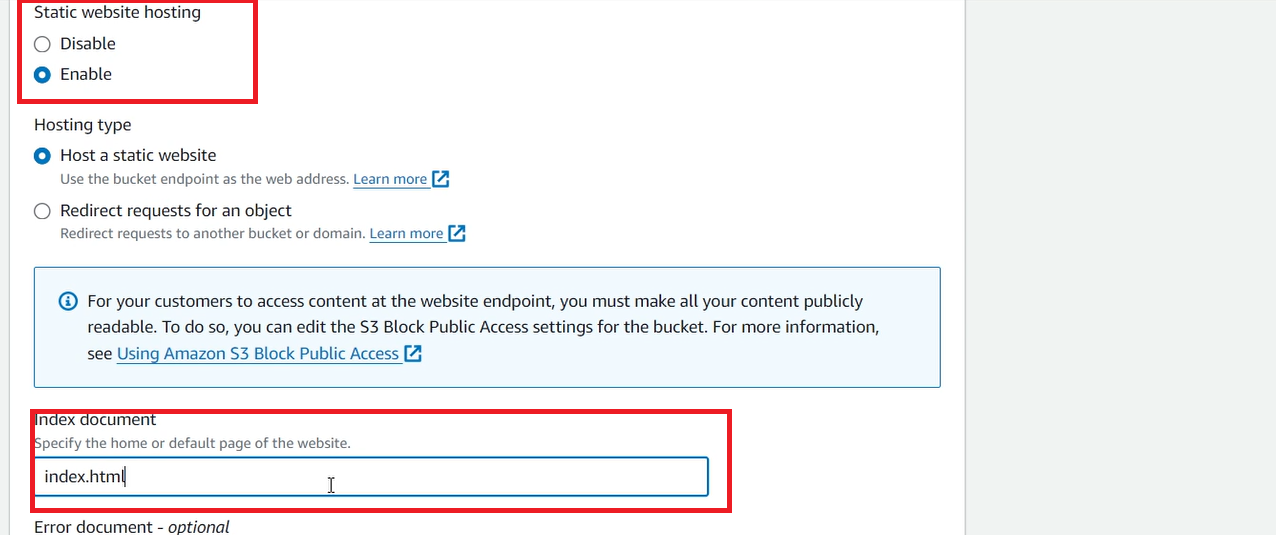 Static website hosting
Disable
Enable
Hosting type
Host a static website
Use the bucket endpoint as the web address. Learn more
Redirect requests for an object
Redirect requests to another bucket or domain. Learn more
For your customers to access content at the website endpoint, you must make all your content publicly
readable. To do so, you can edit the S3 Block Public Access settings for the bucket. For more information,
see Using Amazon S3 Block Public Access
Index document
Specify the home or default page of the website.
index.html
Error document - optional